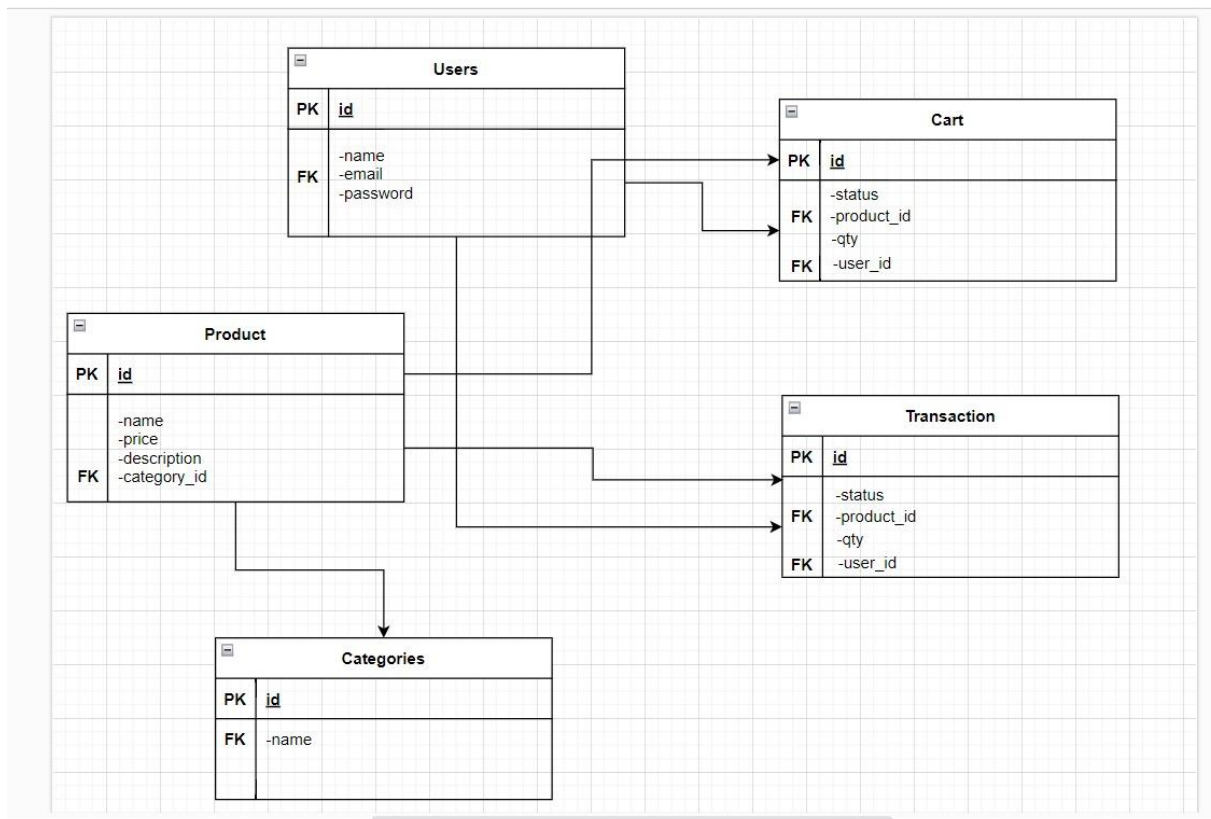 Users
PK id
-name
FK -email
-password
Cart
PK id
-status
FK -product_id
-qty
FK -user_id
Product
PK id
-name
-price
-description
FK -category_id
Transaction
PK id
-status
FK -product_id
-qty
FK -user_id
Categories
PK id
FK -name